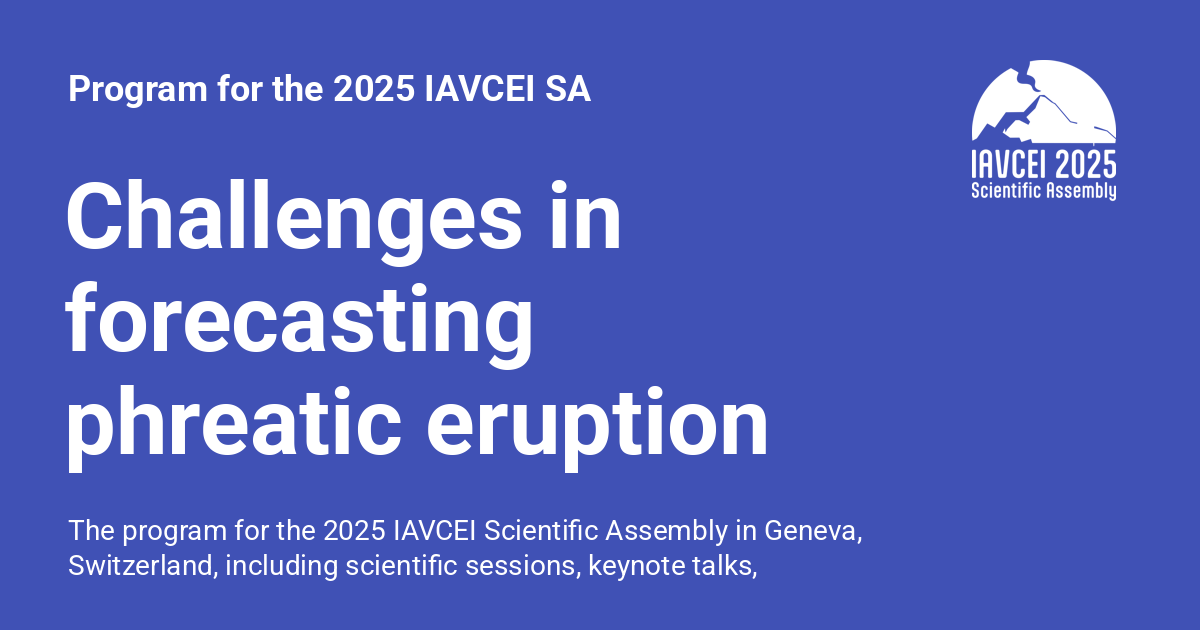 Program for the 2025 IAVCEI SA
IAVCEI 2025
Scientific Assembly
Challenges in
forecasting
phreatic eruption
The program for the 2025 IAVCEI Scientific Assembly in Geneva,
Switzerland, including scientific sessions, keynote talks,